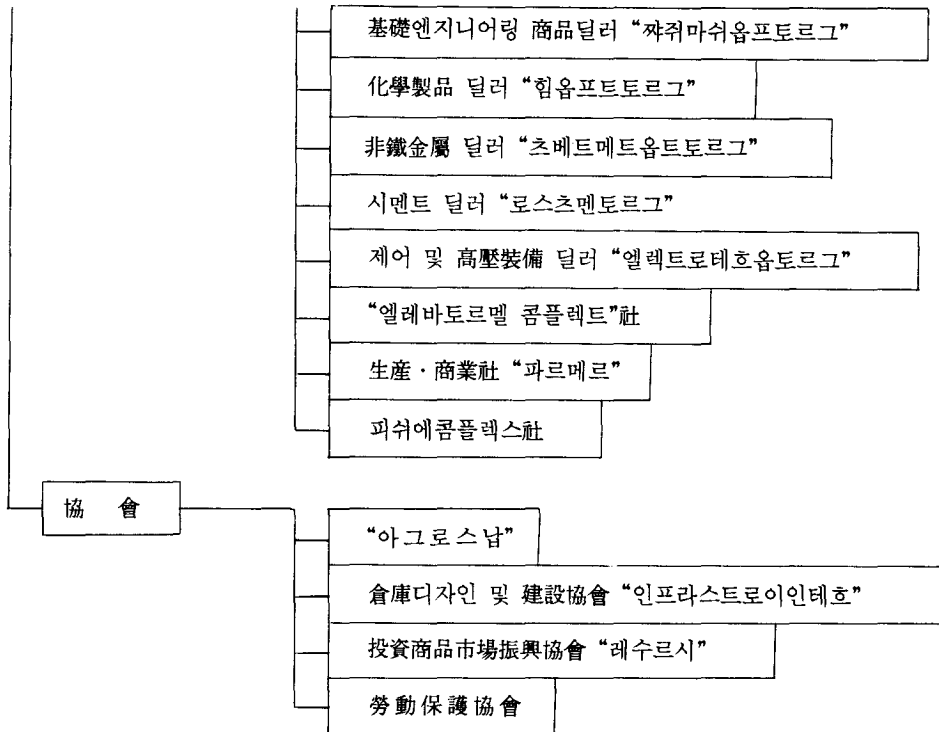 基礎엔지니어링 商品딜러 “쨔쥐마쉬옵프토르그”
化學製品 딜러 “힘옵프트토르그”
非鐵金屬 딜러 “츠베트메트옵트토르그”
시멘트 딜러 “로스츠멘토르그”
제어 및 高壓裝備 딜러 “엘렉트로테흐옵토르그”
“엘레바토르멜 콤플렉트”社
生産·商業社 “파르메르”
피쉬에콤플렉스社
協 會
“아그로스납”
倉庫디자인 및 建設協會 “인프라스트로이인테흐”
投資商品市場振興協會 “레수르시”
勞動保護協會